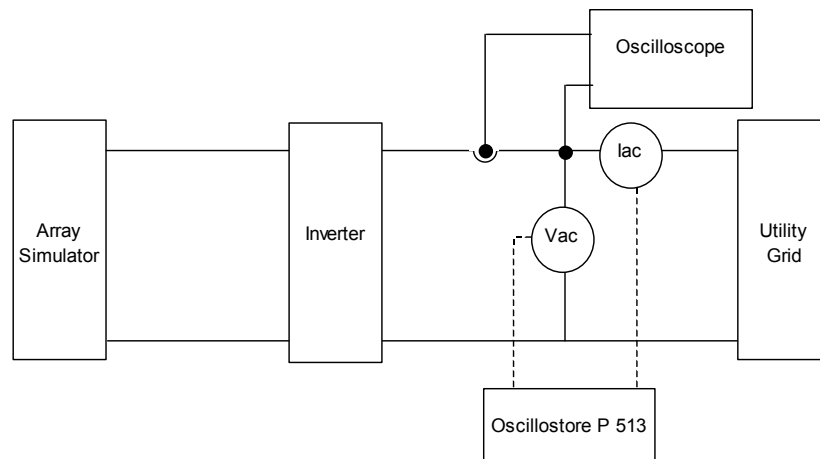 Oscilloscope
Iac
Array
Simulator
Inverter
Vac
Utility
Grid
Oscillostore P 513